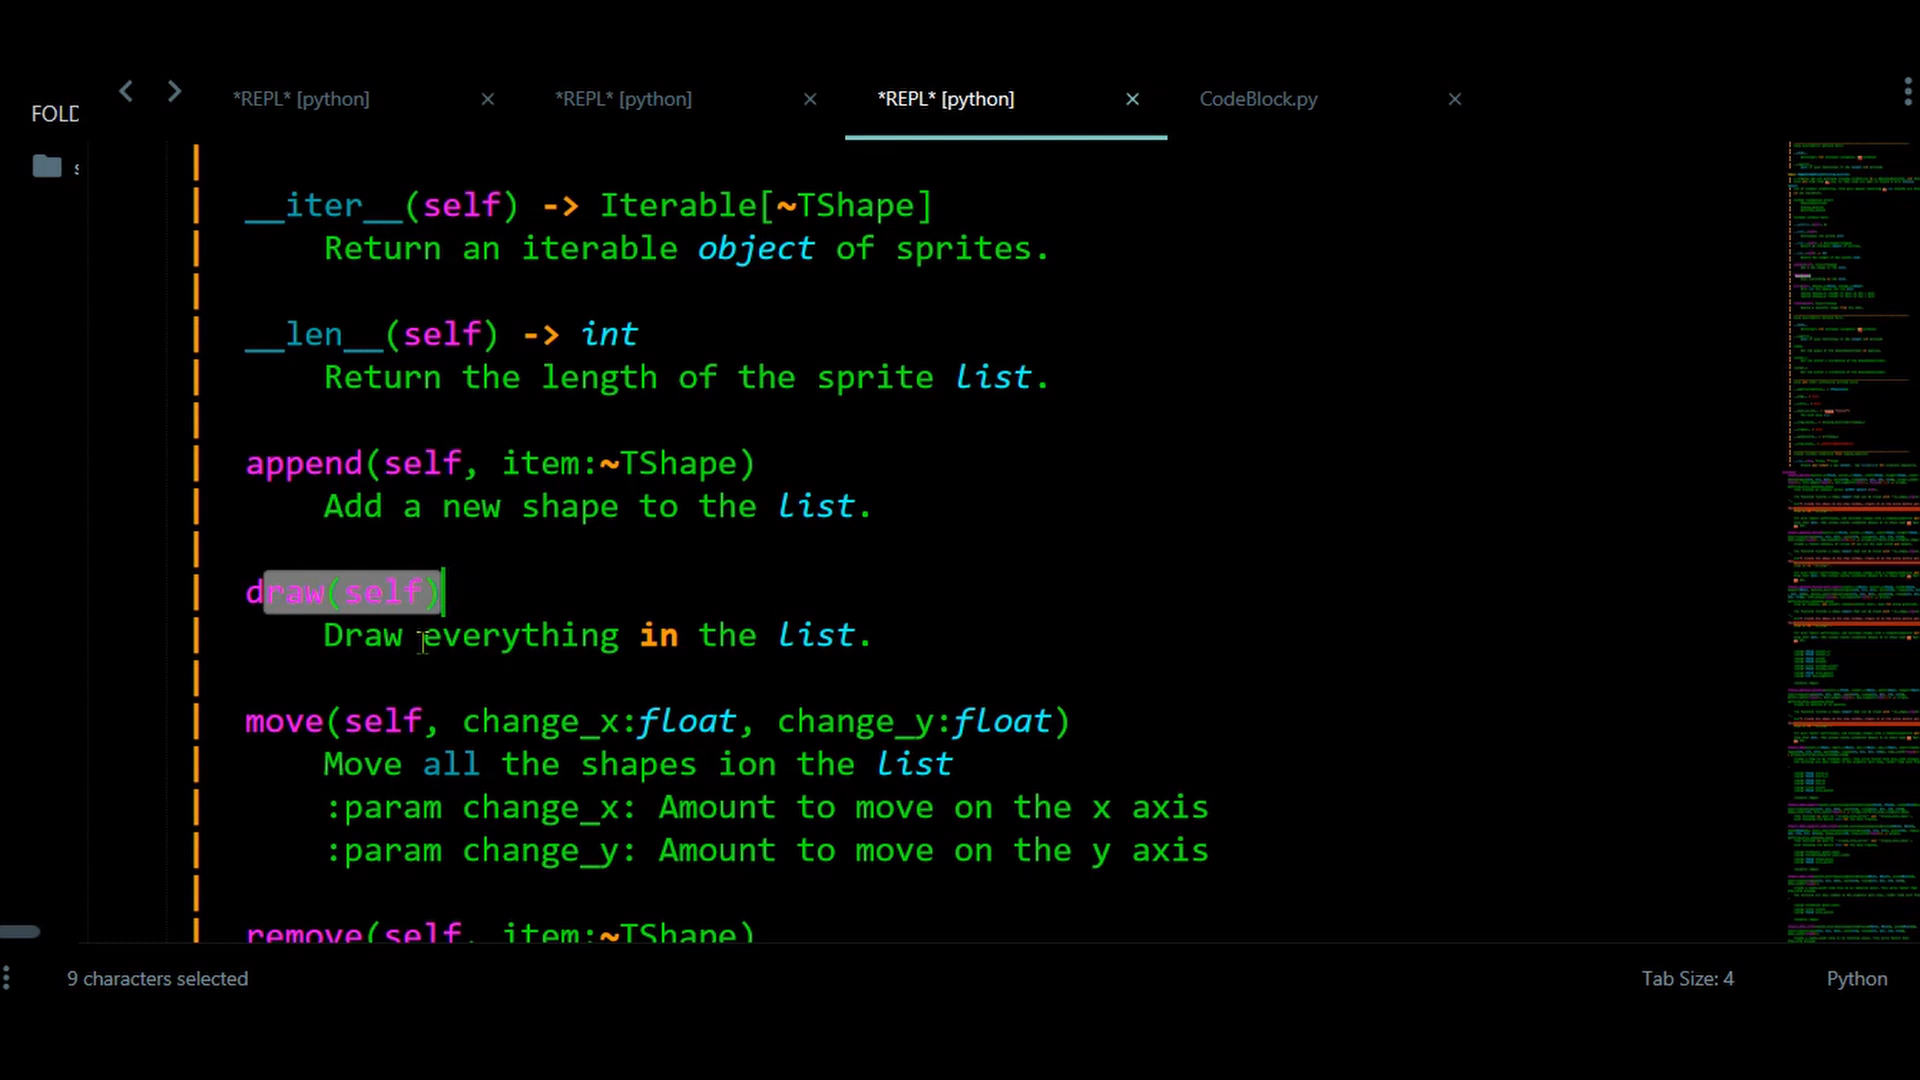 *REPL* [python]
*REPL* [python]
*REPL* [python]
CodeBlock.py
FOLD
s
__iter__(self) -> Iterable[~TShape]
Return an iterable object of sprites.
__len__(self) -> int
Return the length of the sprite list.
append(self, item:~TShape)
Add a new shape to the list.
draw(self)
Draw everything in the list.
move(self, change_x:float, change_y:float)
Move all the shapes ion the list
:param change_x: Amount to move on the x axis
:param change_y: Amount to move on the y axis
remove(self, item:~TShape)
9 characters selected
Tab Size: 4
Python